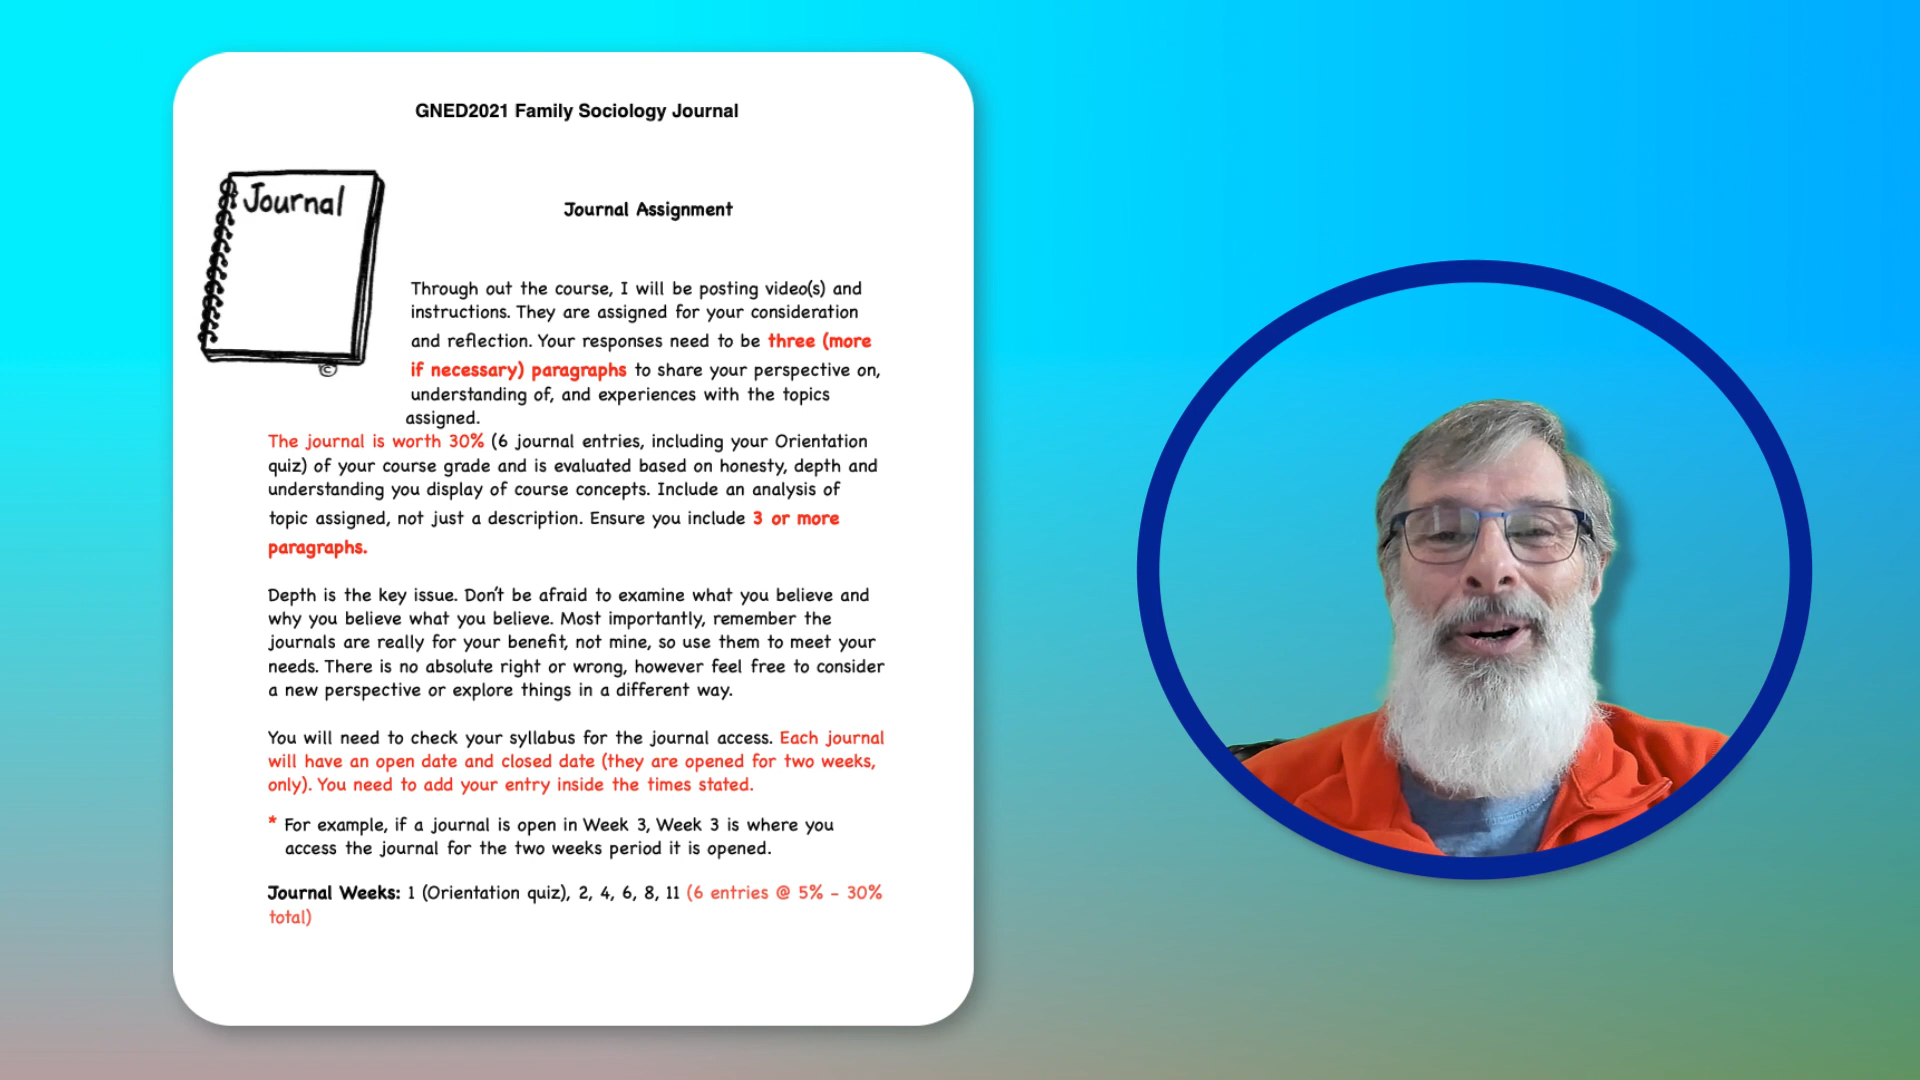 GNED2021 Family Sociology Journal
Journal
©
Journal Assignment
Through out the course, I will be posting video(s) and
instructions. They are assigned for your consideration
and reflection. Your responses need to be three (more
if necessary) paragraphs to share your perspective on,
understanding of, and experiences with the topics
assigned.
The journal is worth 30% (6 journal entries, including your Orientation
quiz) of your course grade and is evaluated based on honesty, depth and
understanding you display of course concepts. Include an analysis of
topic assigned, not just a description. Ensure you include 3 or more
paragraphs.
Depth is the key issue. Don't be afraid to examine what you believe and
why you believe what you believe. Most importantly, remember the
journals are really for your benefit, not mine, so use them to meet your
needs. There is no absolute right or wrong, however feel free to consider
a new perspective or explore things in a different way.
You will need to check your syllabus for the journal access. Each journal
will have an open date and closed date (they are opened for two weeks,
only). You need to add your entry inside the times stated.
* For example, if a journal is open in Week 3, Week 3 is where you
access the journal for the two weeks period it is opened.
Journal Weeks: 1 (Orientation quiz), 2, 4, 6, 8, 11 (6 entries @ 5% - 30%
total)